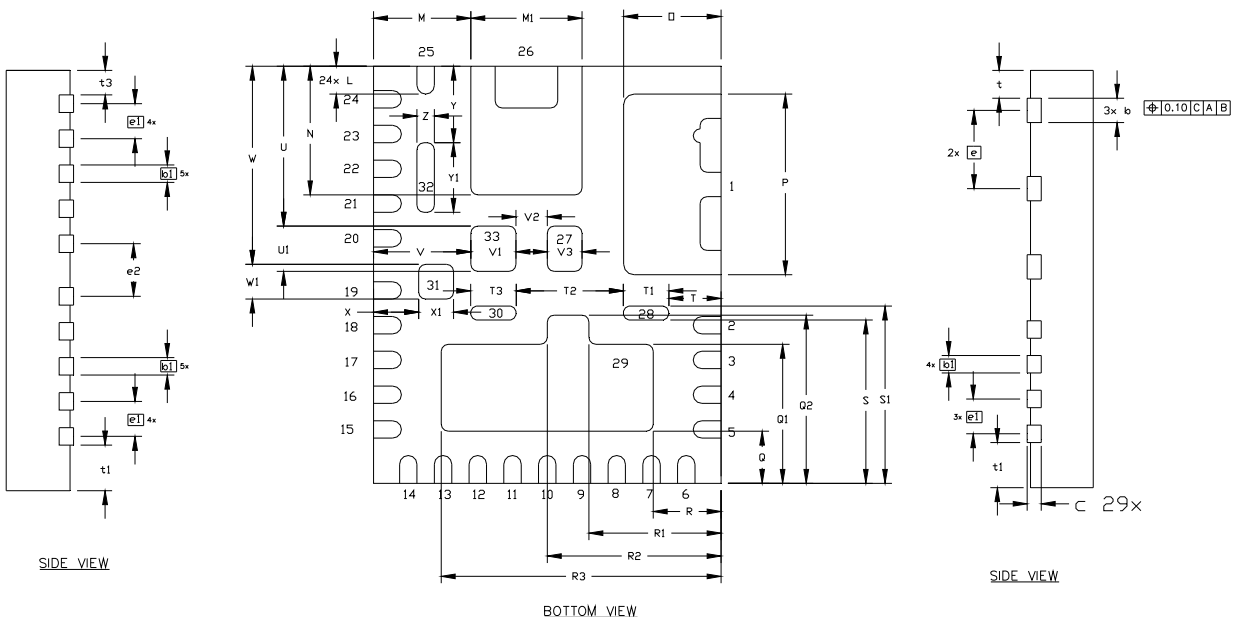 M
M1
O
25
26
24x L
t3
t
24
e1 4x
3x b
⌖ 0.10 C A B
Z
Y
23
N
U
W
2x e
22
b1 5x
P
1
Y1
32
21
V2
20
33
27
V
V1
V3
U1
e2
31
W1
19
T3
T2
T1
T
X
X1
30
28
18
2
17
29
3
b1 5x
4x b1
16
4
S
S1
Q2
Q1
e1 4x
3x e1
15
5
t1
Q
t1
14
13
12
11
10
9
8
7
6
c 29x
R
R1
R2
R3
SIDE VIEW
SIDE VIEW
BOTTOM VIEW